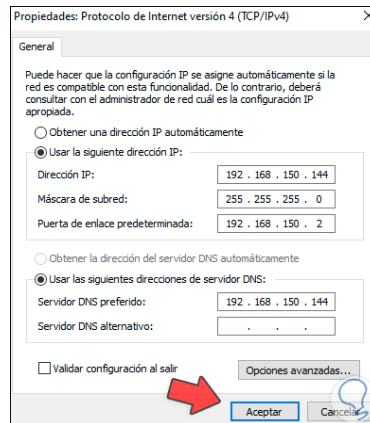 Propiedades: Protocolo de Internet versión 4 (TCP/IPv4)
General
Puede hacer que la configuración IP se asigne automáticamente si la
red es compatible con esta funcionalidad. De lo contrario, deberá
consultar con el administrador de red cuál es la configuración IP
apropiada.
Obtener una dirección IP automáticamente
Usar la siguiente dirección IP:
Dirección IP: 192 . 168 . 150 . 144
Máscara de subred: 255 . 255 . 255 . 0
Puerta de enlace predeterminada: 192 . 168 . 150 . 2
Obtener la dirección del servidor DNS automáticamente
Usar las siguientes direcciones de servidor DNS:
Servidor DNS preferido: 192 . 168 . 150 . 144
Servidor DNS alternativo: . . .
Validar configuración al salir
Opciones avanzadas...
Aceptar Cancelar